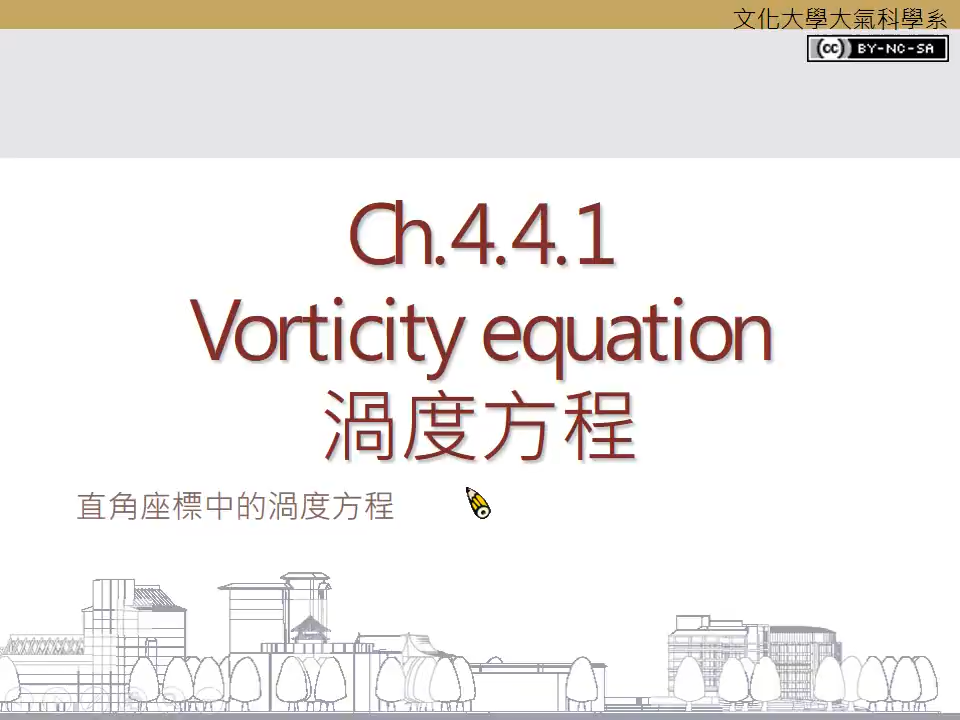 文化大學大氣科學系
cc BY-NC-SA
Ch.4.4.1
Vorticity equation
渦度方程
直角座標中的渦度方程